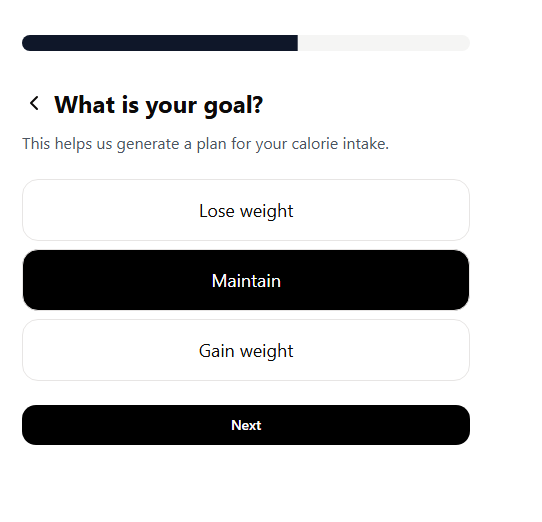 What is your goal?
This helps us generate a plan for your calorie intake.
Lose weight
Maintain
Gain weight
Next